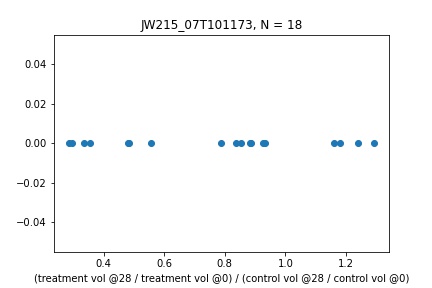 JW215_07T101173, N = 18
0.04
0.02
0.00
−0.02
−0.04
0.4 0.6 0.8 1.0 1.2
(treatment vol @28 / treatment vol @0) / (control vol @28 / control vol @0)